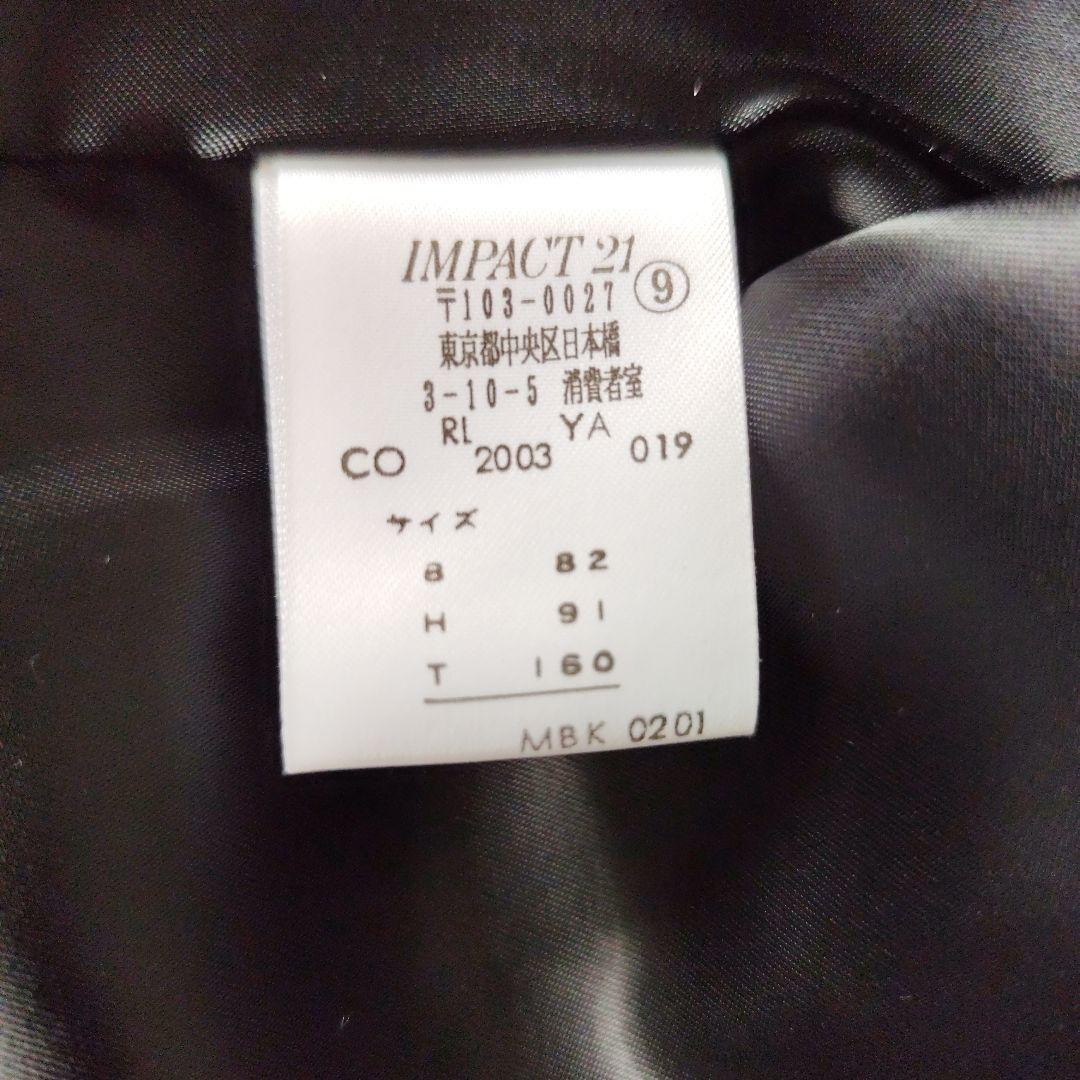 IMPACT 21
〒103-0027 ⑨
東京都中央区日本橋
3-10-5 消費者室
RL YA
CO 2003 019
サイズ
B 82
H 91
T 160
MBK 0201